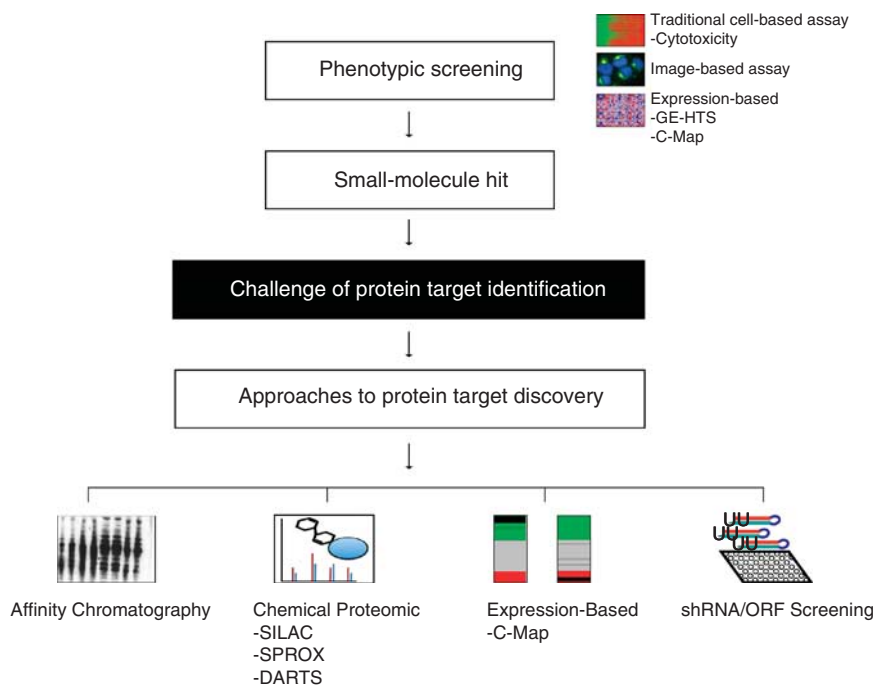 Traditional cell-based assay
-Cytotoxicity
Image-based assay
Expression-based
-GE-HTS
-C-Map
Phenotypic screening
Small-molecule hit
Challenge of protein target identification
Approaches to protein target discovery
Affinity Chromatography
Chemical Proteomic
-SILAC
-SPROX
-DARTS
Expression-Based
-C-Map
shRNA/ORF Screening